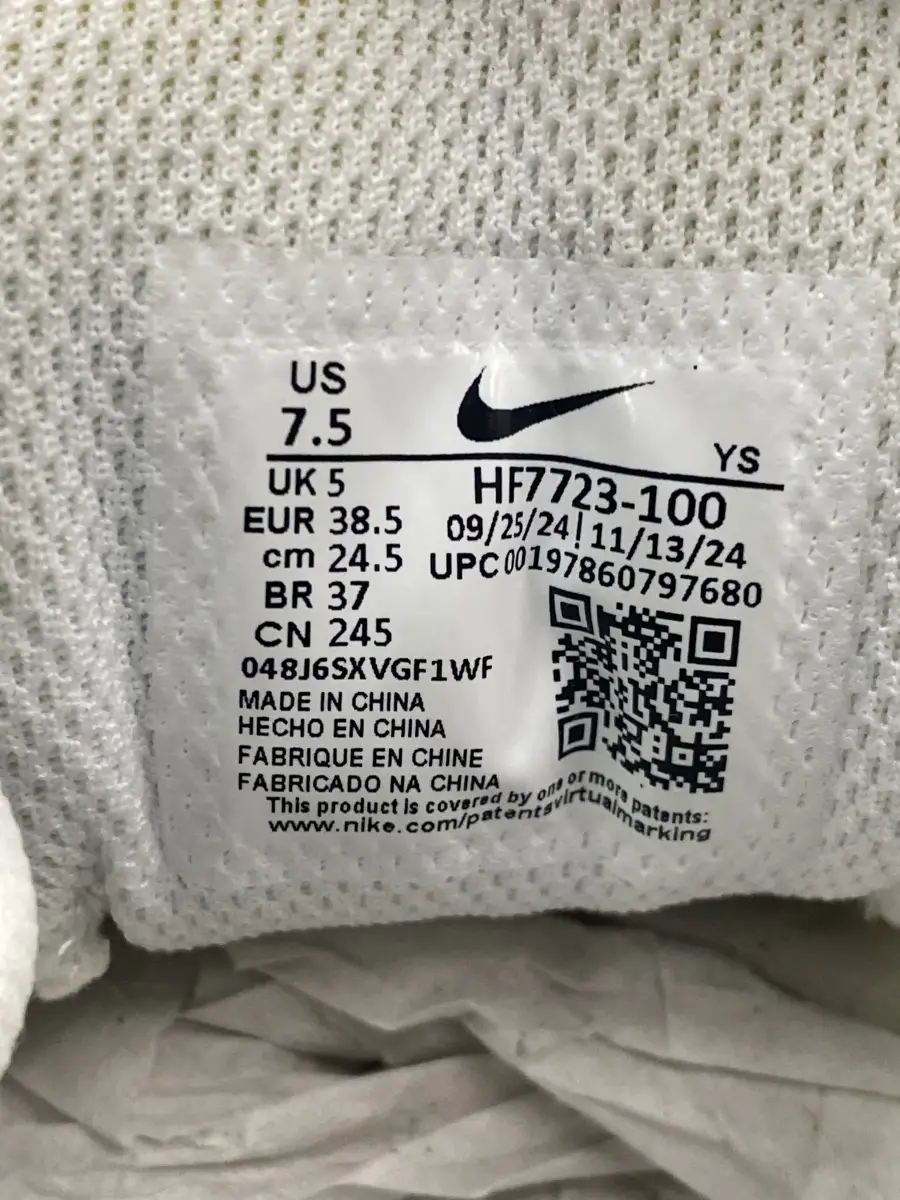 US
7.5
YS
UK 5
EUR 38.5
cm 24.5
BR 37
CN 245
HF7723-100
09/25/24 | 11/13/24
UPC 00197860797680
048J6SXVGF1WF
MADE IN CHINA
HECHO EN CHINA
FABRIQUE EN CHINE
FABRICADO NA CHINA
This product is covered by one or more patents:
www.nike.com/patentsvirtualmarking